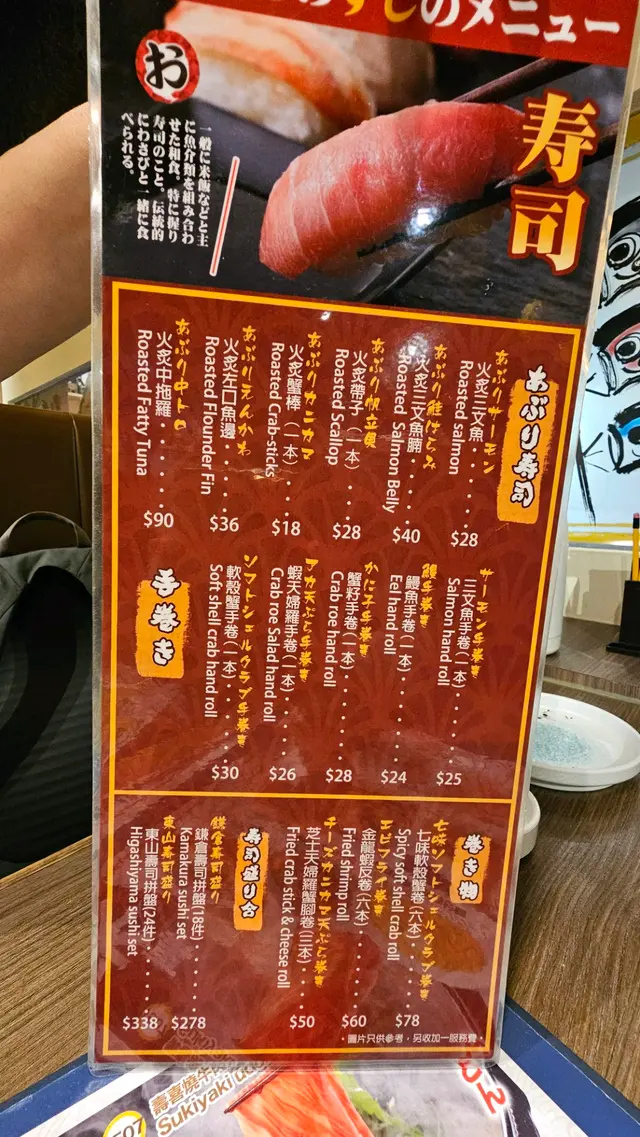 のメニュー
お
寿司
一般に米飯などと主
に魚介類を組み合わ
せた和食。特に握り
寿司のこと。伝統的
にわさびと一緒に食
べられる。
あぶり寿司
あぶりサーモン
火炙三文魚 $28
Roasted salmon
あぶり鮭はらみ
火炙三文魚腩 $40
Roasted Salmon Belly
あぶり帆立貝
火炙帶子（一本） $28
Roasted Scallop
あぶりカニカマ
火炙蟹棒（一本） $18
Roasted Crab-sticks
あぶりえんがわ
火炙左口魚邊 $36
Roasted Flounder Fin
あぶり中トロ
火炙中拖羅 $90
Roasted Fatty Tuna
手巻き
サーモン手巻き
三文魚手卷（一本） $25
Salmon hand roll
鰻手巻き
鰻魚手卷（一本） $24
Eel hand roll
かに子手巻き
蟹籽手卷（一本） $28
Crab roe hand roll
蝦天婦羅手卷（一本） $26
Crab roe Salad hand roll
ソフトシェルクラブ手巻き
軟殼蟹手卷（一本） $30
Soft shell crab hand roll
巻き物
七味ソフトシェルクラブ巻き
七味軟殼蟹卷（六本） $78
Spicy soft shell crab roll
エビフライ巻き
金龍蝦反卷（六本） $60
Fried shrimp roll
チーズカニカマ天ぷら巻き
芝士天婦羅蟹腳卷（三本） $50
Fried crab stick & cheese roll
寿司盛り合
鎌倉寿司盛り
鎌倉壽司拼盤(18件) $278
Kamakura sushi set
東山寿司盛り
東山壽司拼盤(24件) $338
Higashiyama sushi set
・圖片只供參考，另收加一服務費。
507
壽喜燒牛
Sukiyaki